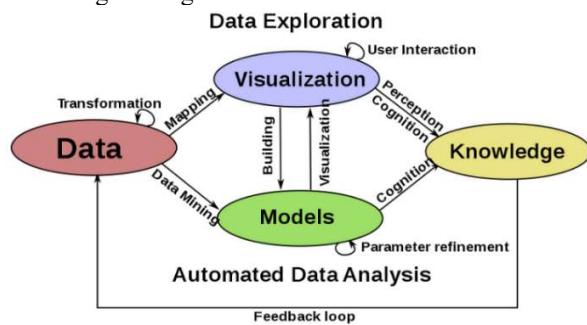 Data Exploration
User Interaction
Visualization
Transformation
Mapping
Perception
Cognition
Data
Building
Visualization
Knowledge
Data Mining
Cognition
Models
Parameter refinement
Automated Data Analysis
Feedback loop